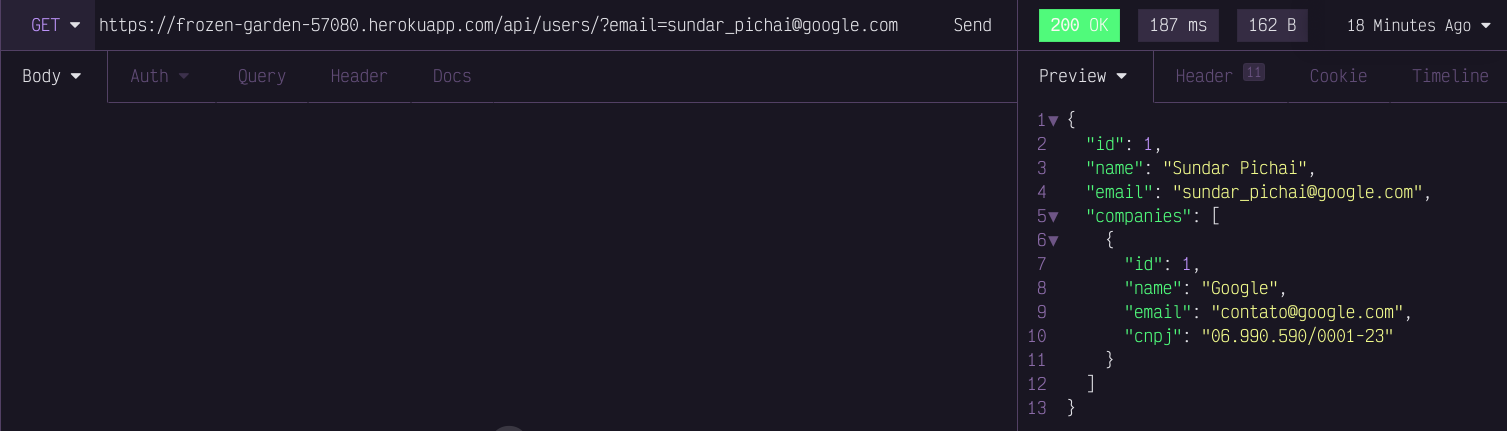 GET https://frozen-garden-57080.herokuapp.com/api/users/?email=sundar_pichai@google.com Send
200 OK 187 ms 162 B 18 Minutes Ago
Body Auth Query Header Docs
Preview Header 11 Cookie Timeline
1 {
2 "id": 1,
3 "name": "Sundar Pichai",
4 "email": "sundar_pichai@google.com",
5 "companies": [
6 {
7 "id": 1,
8 "name": "Google",
9 "email": "contato@google.com",
10 "cnpj": "06.990.590/0001-23"
11 }
12 ]
13 }